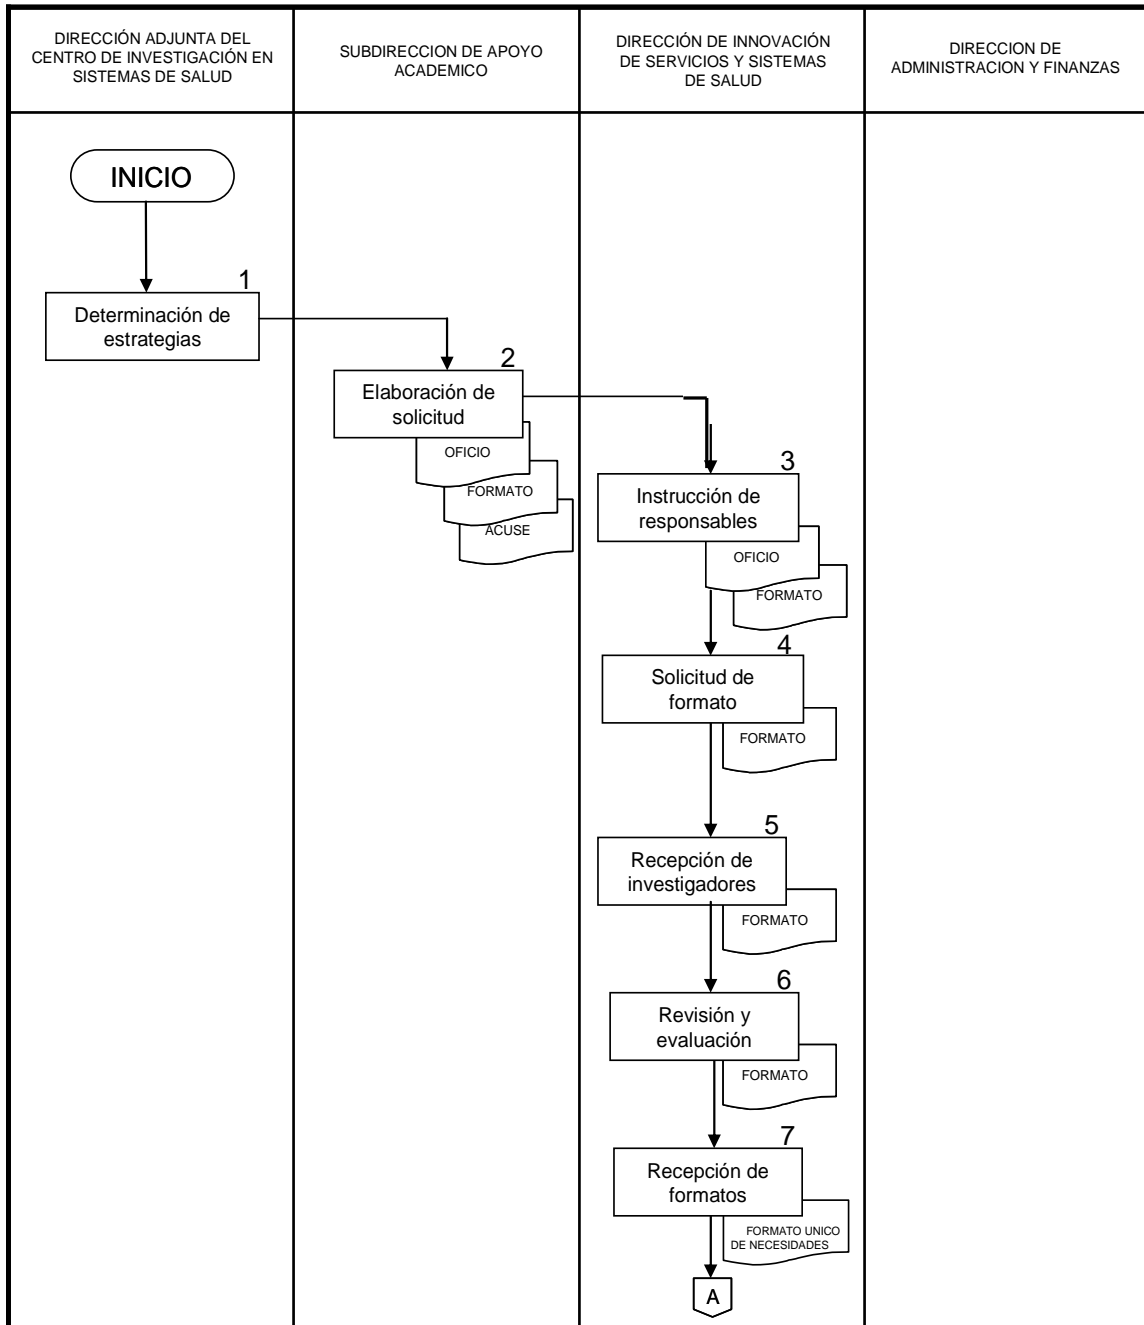 DIRECCIÓN ADJUNTA DEL
CENTRO DE INVESTIGACIÓN EN
SISTEMAS DE SALUD
SUBDIRECCION DE APOYO
ACADEMICO
DIRECCIÓN DE INNOVACIÓN
DE SERVICIOS Y SISTEMAS
DE SALUD
DIRECCION DE
ADMINISTRACION Y FINANZAS
INICIO
1
Determinación de
estrategias
2
Elaboración de
solicitud
OFICIO
FORMATO
ACUSE
3
Instrucción de
responsables
OFICIO
FORMATO
4
Solicitud de
formato
FORMATO
5
Recepción de
investigadores
FORMATO
6
Revisión y
evaluación
FORMATO
7
Recepción de
formatos
FORMATO UNICO
DE NECESIDADES
A